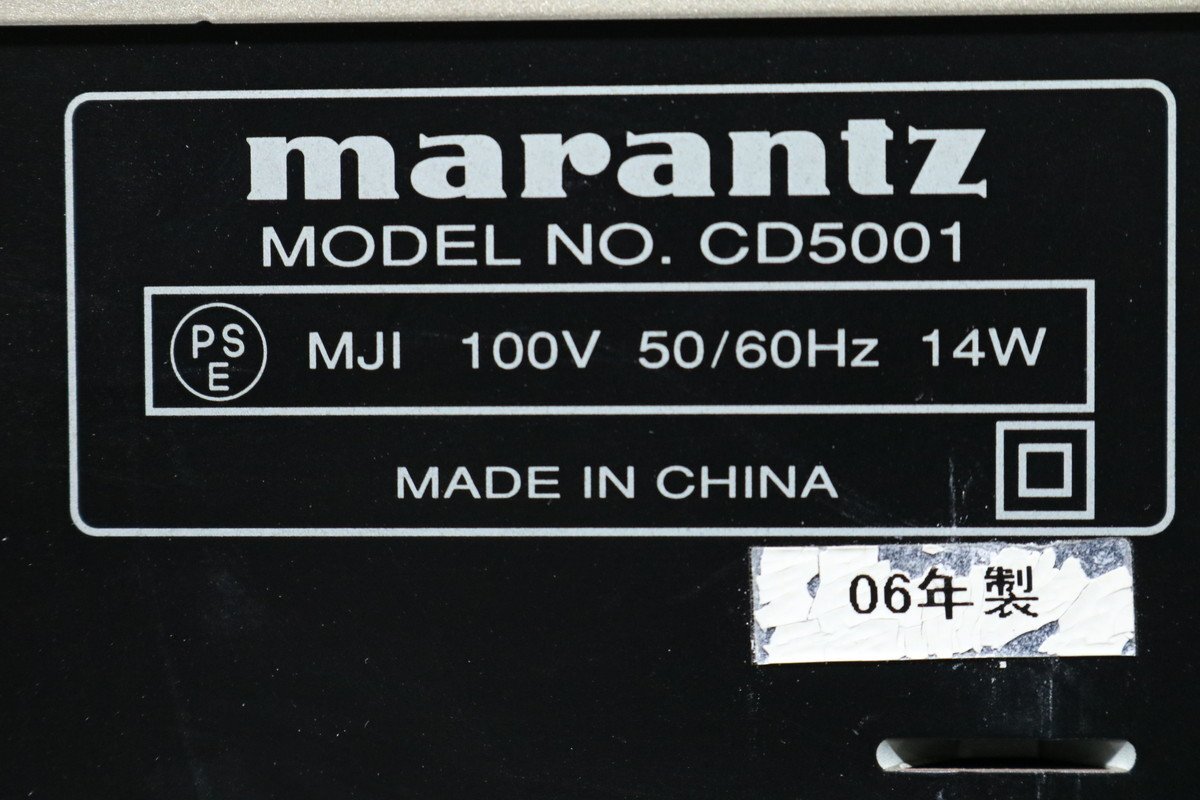 marantz
MODEL NO. CD5001
PS
E
MJI 100V 50/60Hz 14W
MADE IN CHINA
06年製